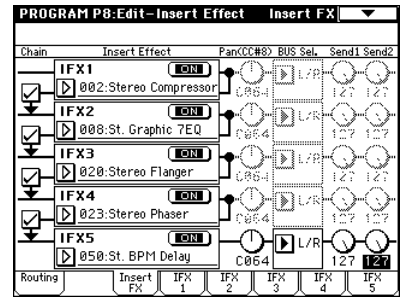 PROGRAM P8:Edit-Insert Effect Insert FX
Chain Insert Effect Pan(CC#8) BUS Sel. Send1 Send2
IFX1 ON
002:Stereo Compressor L/R
C064 127 127
IFX2 ON
008:St. Graphic 7EQ L/R
C064 127 127
IFX3 ON
020:Stereo Flanger L/R
C064 127 127
IFX4 ON
023:Stereo Phaser L/R
C064 127 127
IFX5 ON
050:St. BPM Delay L/R
C064 127 127
Routing Insert FX IFX 1 IFX 2 IFX 3 IFX 4 IFX 5